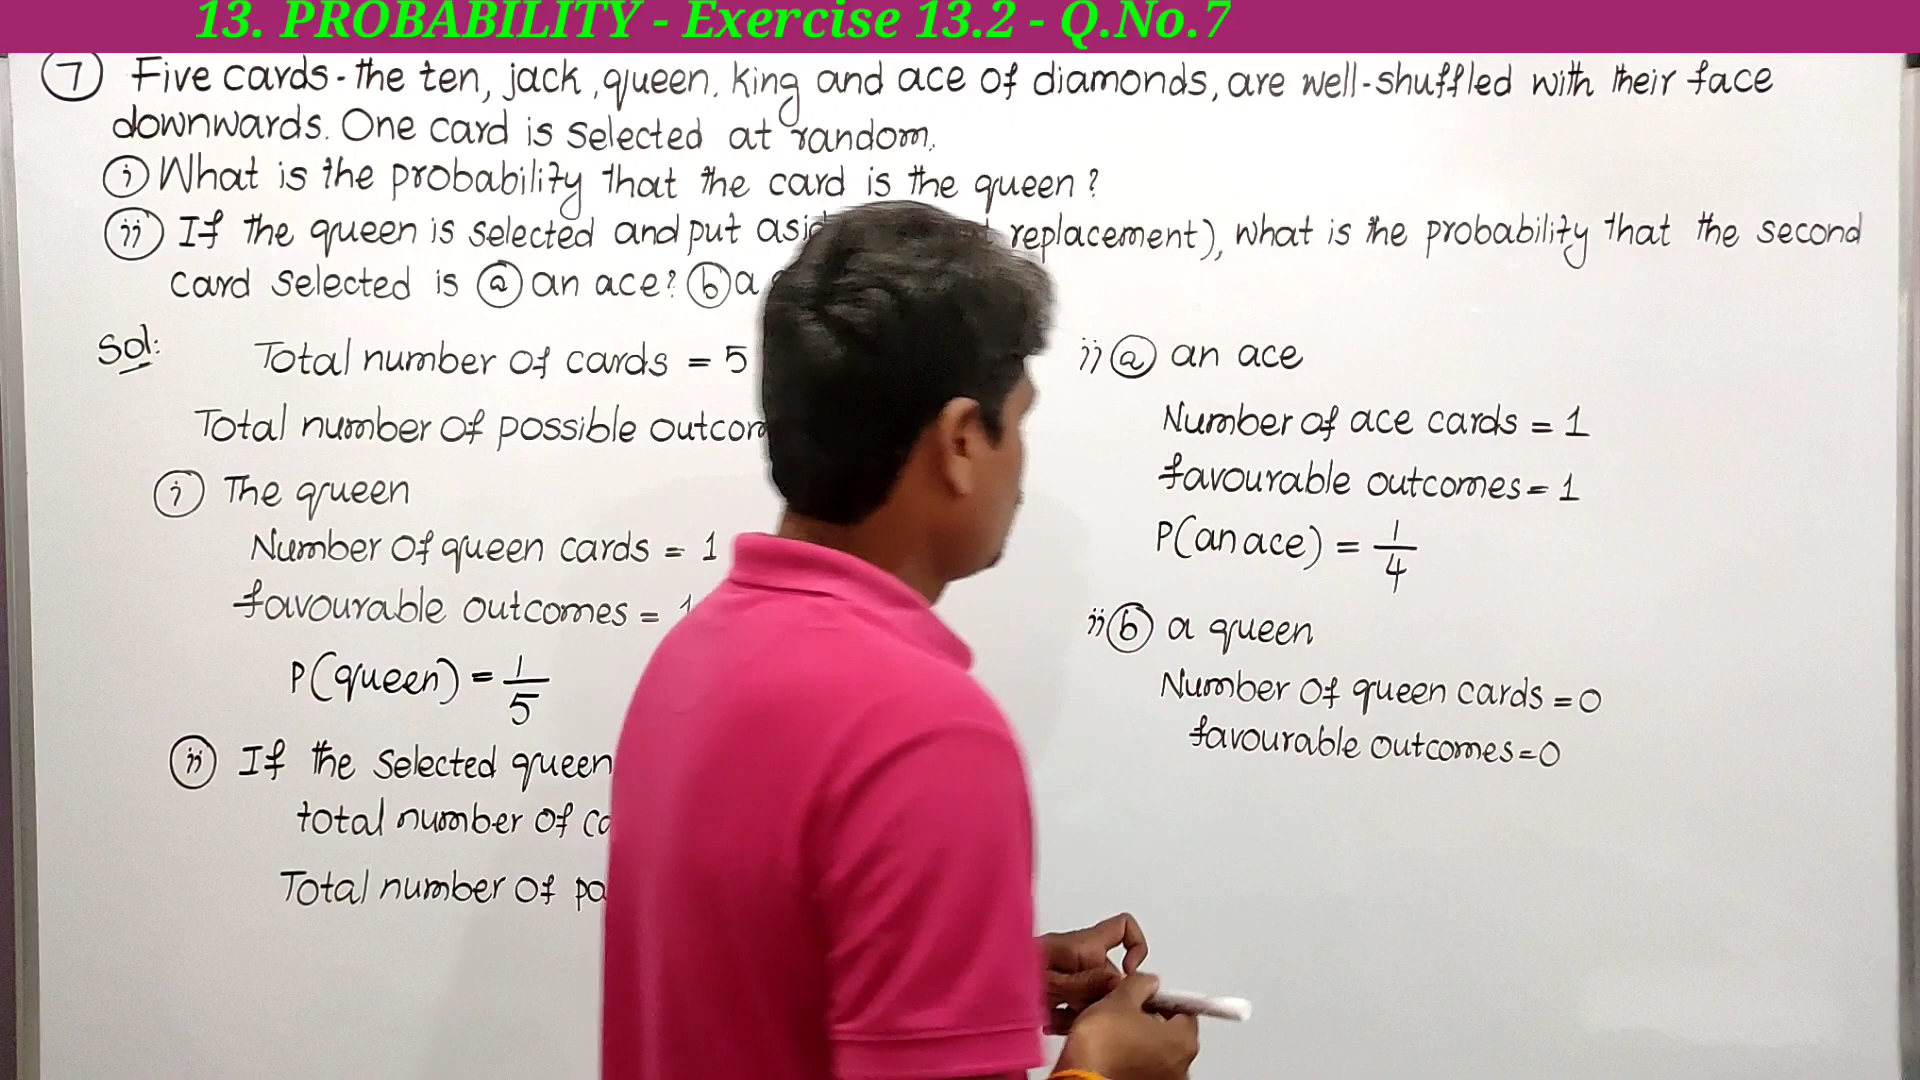 13. PROBABILITY - Exercise 13.2 - Q.No.7
7 Five cards - the ten, jack, queen, king and ace of diamonds, are well-shuffled with their face
downwards. One card is selected at random.
i What is the probability that the card is the queen?
ii If the queen is selected and put replacement), what is the probability that the second
card selected is a an ace? b a
Sol:
Total number of cards = 5
Total number of possible
i The queen
Number of queen cards = 1
favourable outcomes = 1
P(queen) = 1/5
ii If the selected queen
total number of
Total number of
ii a an ace
Number of ace cards = 1
favourable outcomes = 1
P(an ace) = 1/4
ii b a queen
Number of queen cards = 0
favourable outcomes = 0